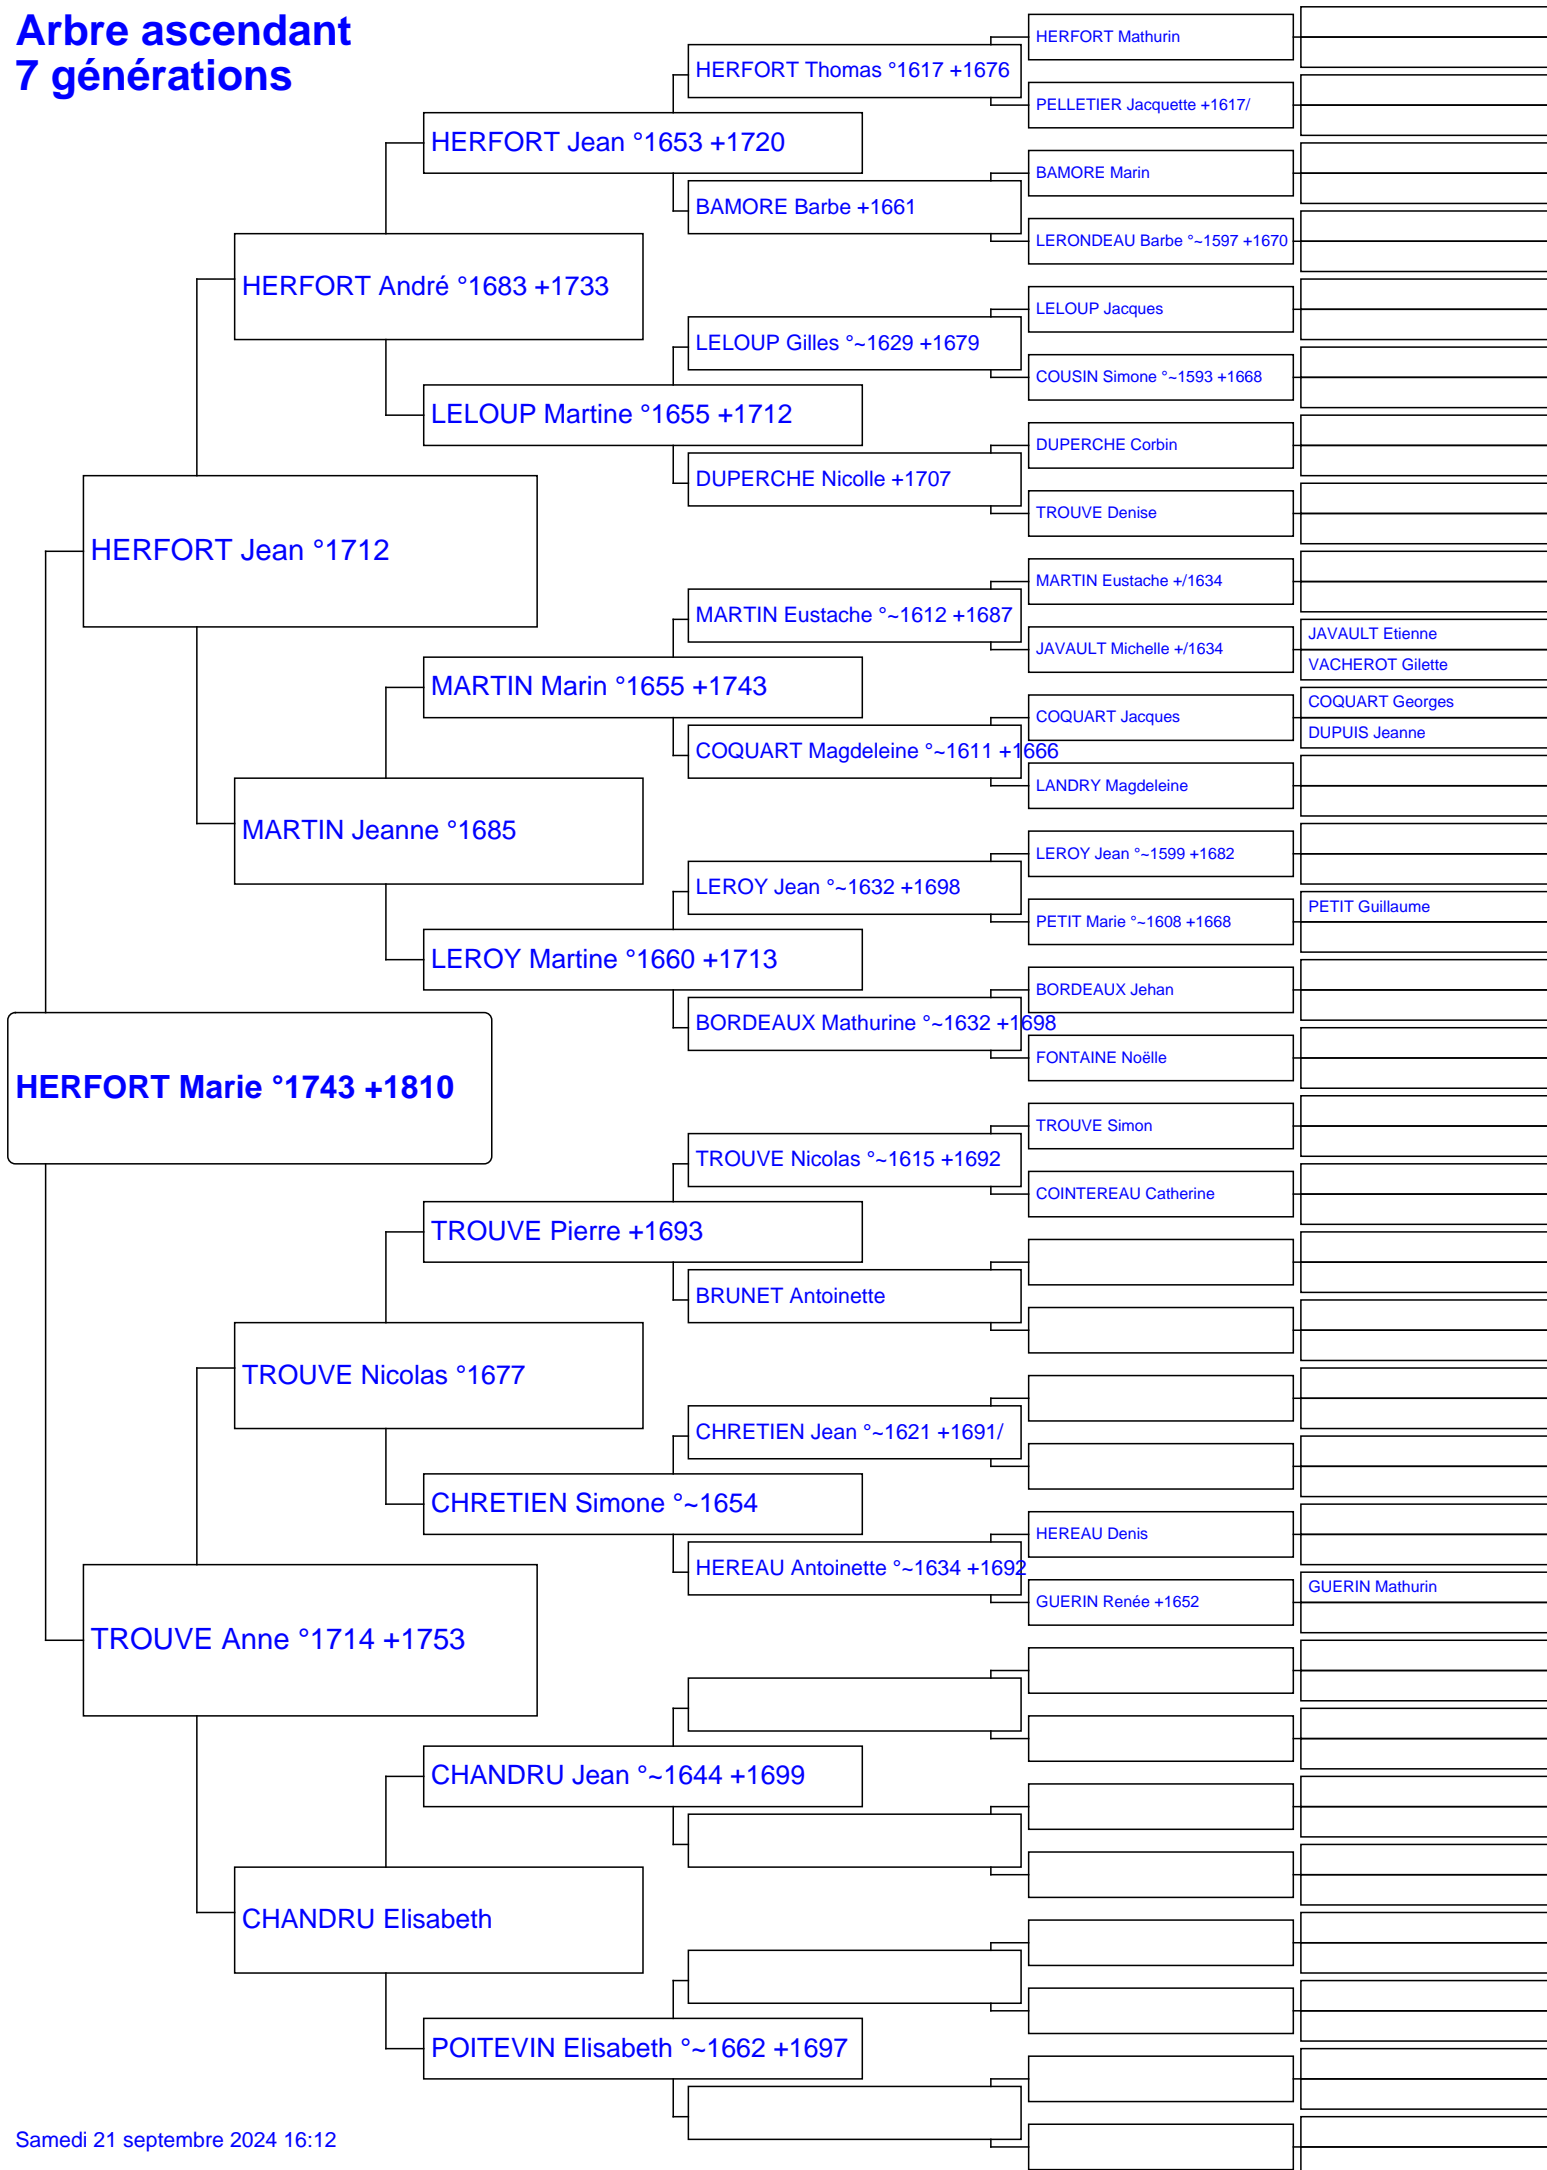 Arbre ascendant
7 générations
HERFORT Marie °1743 +1810
HERFORT Jean °1712
TROUVE Anne °1714 +1753
HERFORT André °1683 +1733
MARTIN Jeanne °1685
TROUVE Nicolas °1677
CHANDRU Elisabeth
HERFORT Jean °1653 +1720
LELOUP Martine °1655 +1712
MARTIN Marin °1655 +1743
LEROY Martine °1660 +1713
TROUVE Pierre +1693
CHRETIEN Simone °~1654
CHANDRU Jean °~1644 +1699
POITEVIN Elisabeth °~1662 +1697
HERFORT Thomas °1617 +1676
BAMORE Barbe +1661
LELOUP Gilles °~1629 +1679
DUPERCHE Nicolle +1707
MARTIN Eustache °~1612 +1687
COQUART Magdeleine °~1611 +1666
LEROY Jean °~1632 +1698
BORDEAUX Mathurine °~1632 +1698
TROUVE Nicolas °~1615 +1692
BRUNET Antoinette
CHRETIEN Jean °~1621 +1691/
HEREAU Antoinette °~1634 +1692
HERFORT Mathurin
PELLETIER Jacquette +1617/
BAMORE Marin
LERONDEAU Barbe °~1597 +1670
LELOUP Jacques
COUSIN Simone °~1593 +1668
DUPERCHE Corbin
TROUVE Denise
MARTIN Eustache +/1634
JAVAULT Michelle +/1634
COQUART Jacques
LANDRY Magdeleine
LEROY Jean °~1599 +1682
PETIT Marie °~1608 +1668
BORDEAUX Jehan
FONTAINE Noëlle
TROUVE Simon
COINTEREAU Catherine
HEREAU Denis
GUERIN Renée +1652
JAVAULT Etienne
VACHEROT Gilette
COQUART Georges
DUPUIS Jeanne
PETIT Guillaume
GUERIN Mathurin
Samedi 21 septembre 2024 16:12